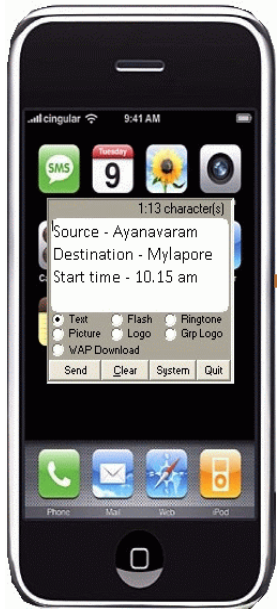 cingular 9:41 AM
SMS
Tuesday
9
1:13 character(s)
Source - Ayanavaram
Destination - Mylapore
Start time - 10.15 am
Text Flash Ringtone
Picture Logo Grp Logo
WAP Download
Send Clear System Quit
Phone Mail Web iPod